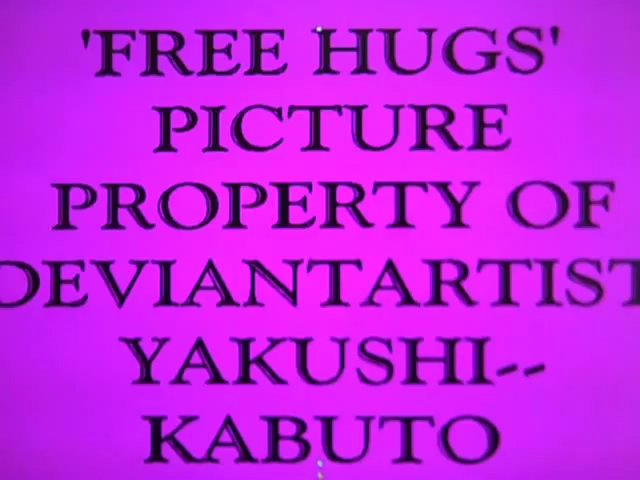 'FREE HUGS'
PICTURE
PROPERTY OF
DEVIANTARTIST
YAKUSHI--
KABUTO